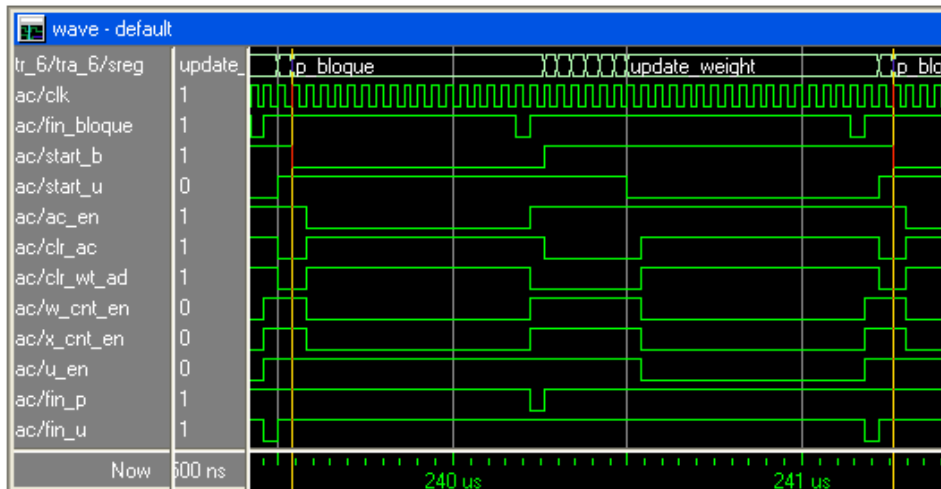 wave - default
tr_6/tra_6/sreg update_ p_bloque update_weight p_blo
ac/clk 1
ac/fin_bloque 1
ac/start_b 1
ac/start_u 0
ac/ac_en 1
ac/clr_ac 1
ac/clr_wt_ad 1
ac/w_cnt_en 0
ac/x_cnt_en 0
ac/u_en 0
ac/fin_p 1
ac/fin_u 1
Now 500 ns
240 us 241 us